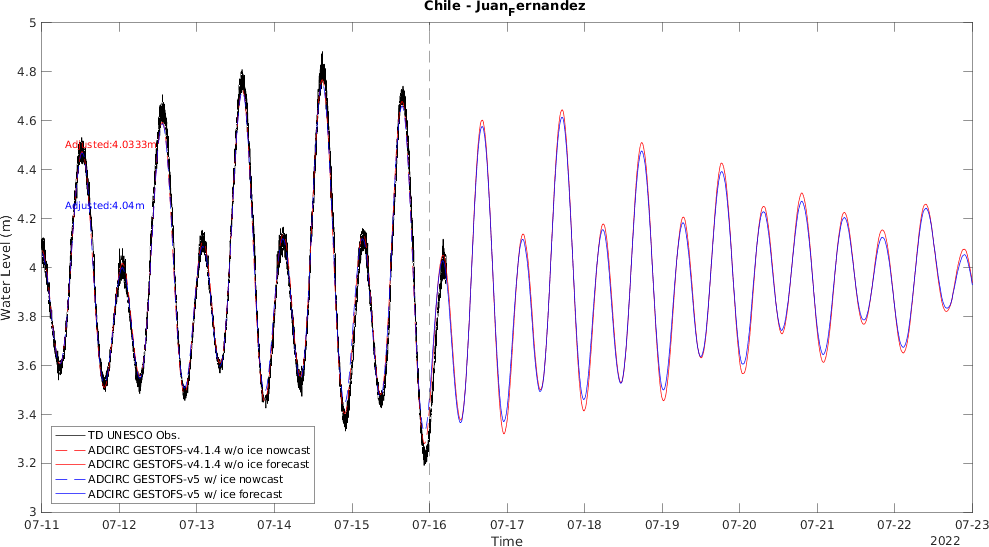 Chile - JuanFernandez
5
4.8
4.6
4.4
4.2
4
3.8
3.6
3.4
3.2
3
Water Level (m)
Adjusted:4.0333m
Adjusted:4.04m
TD UNESCO Obs.
ADCIRC GESTOFS-v4.1.4 w/o ice nowcast
ADCIRC GESTOFS-v4.1.4 w/o ice forecast
ADCIRC GESTOFS-v5 w/ ice nowcast
ADCIRC GESTOFS-v5 w/ ice forecast
07-11 07-12 07-13 07-14 07-15 07-16 07-17 07-18 07-19 07-20 07-21 07-22 07-23
Time
2022